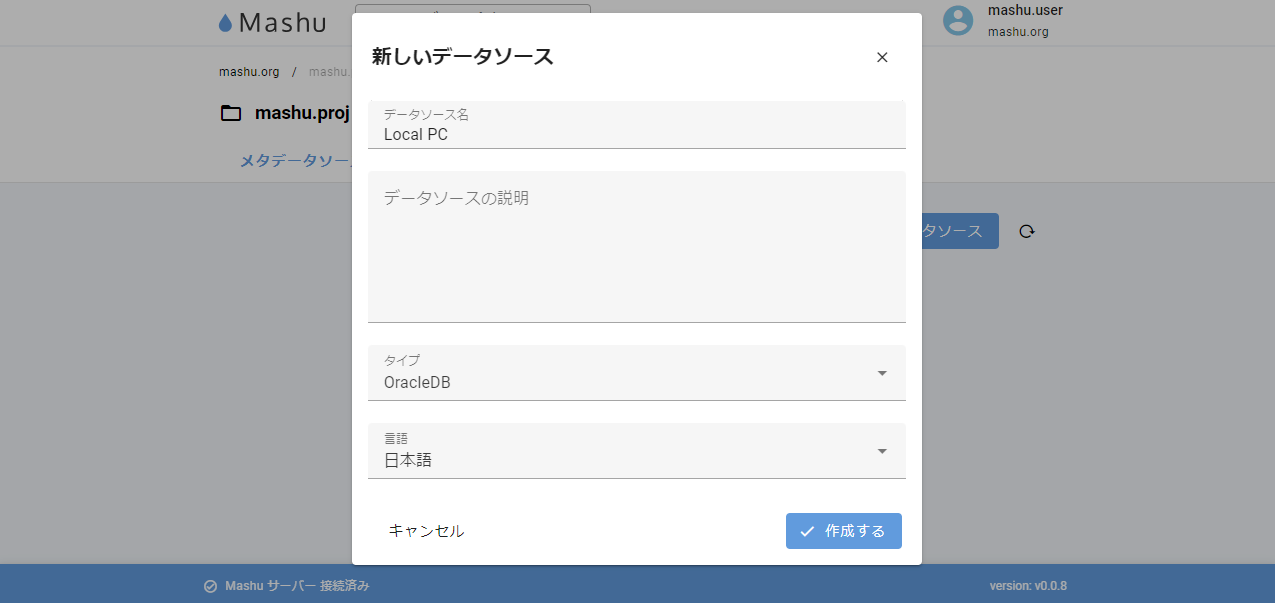 Mashu
mashu.user
mashu.org
mashu.org / mashu.
mashu.proj
メタデータソー
タソース
新しいデータソース
データソース名
Local PC
データソースの説明
タイプ
OracleDB
言語
日本語
キャンセル
作成する
Mashu サーバー 接続済み
version: v0.0.8